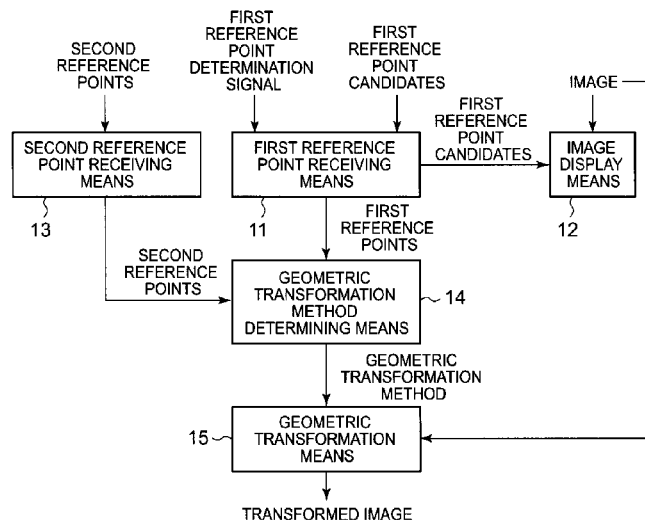 SECOND
REFERENCE
POINTS
FIRST
REFERENCE
POINT
DETERMINATION
SIGNAL
FIRST
REFERENCE
POINT
CANDIDATES
IMAGE
FIRST
REFERENCE
POINT
CANDIDATES
SECOND REFERENCE
POINT RECEIVING
MEANS
13
FIRST REFERENCE
POINT RECEIVING
MEANS
11
IMAGE
DISPLAY
MEANS
12
FIRST
REFERENCE
POINTS
SECOND
REFERENCE
POINTS
GEOMETRIC
TRANSFORMATION
METHOD
DETERMINING MEANS
14
GEOMETRIC
TRANSFORMATION
METHOD
15
GEOMETRIC
TRANSFORMATION
MEANS
TRANSFORMED IMAGE